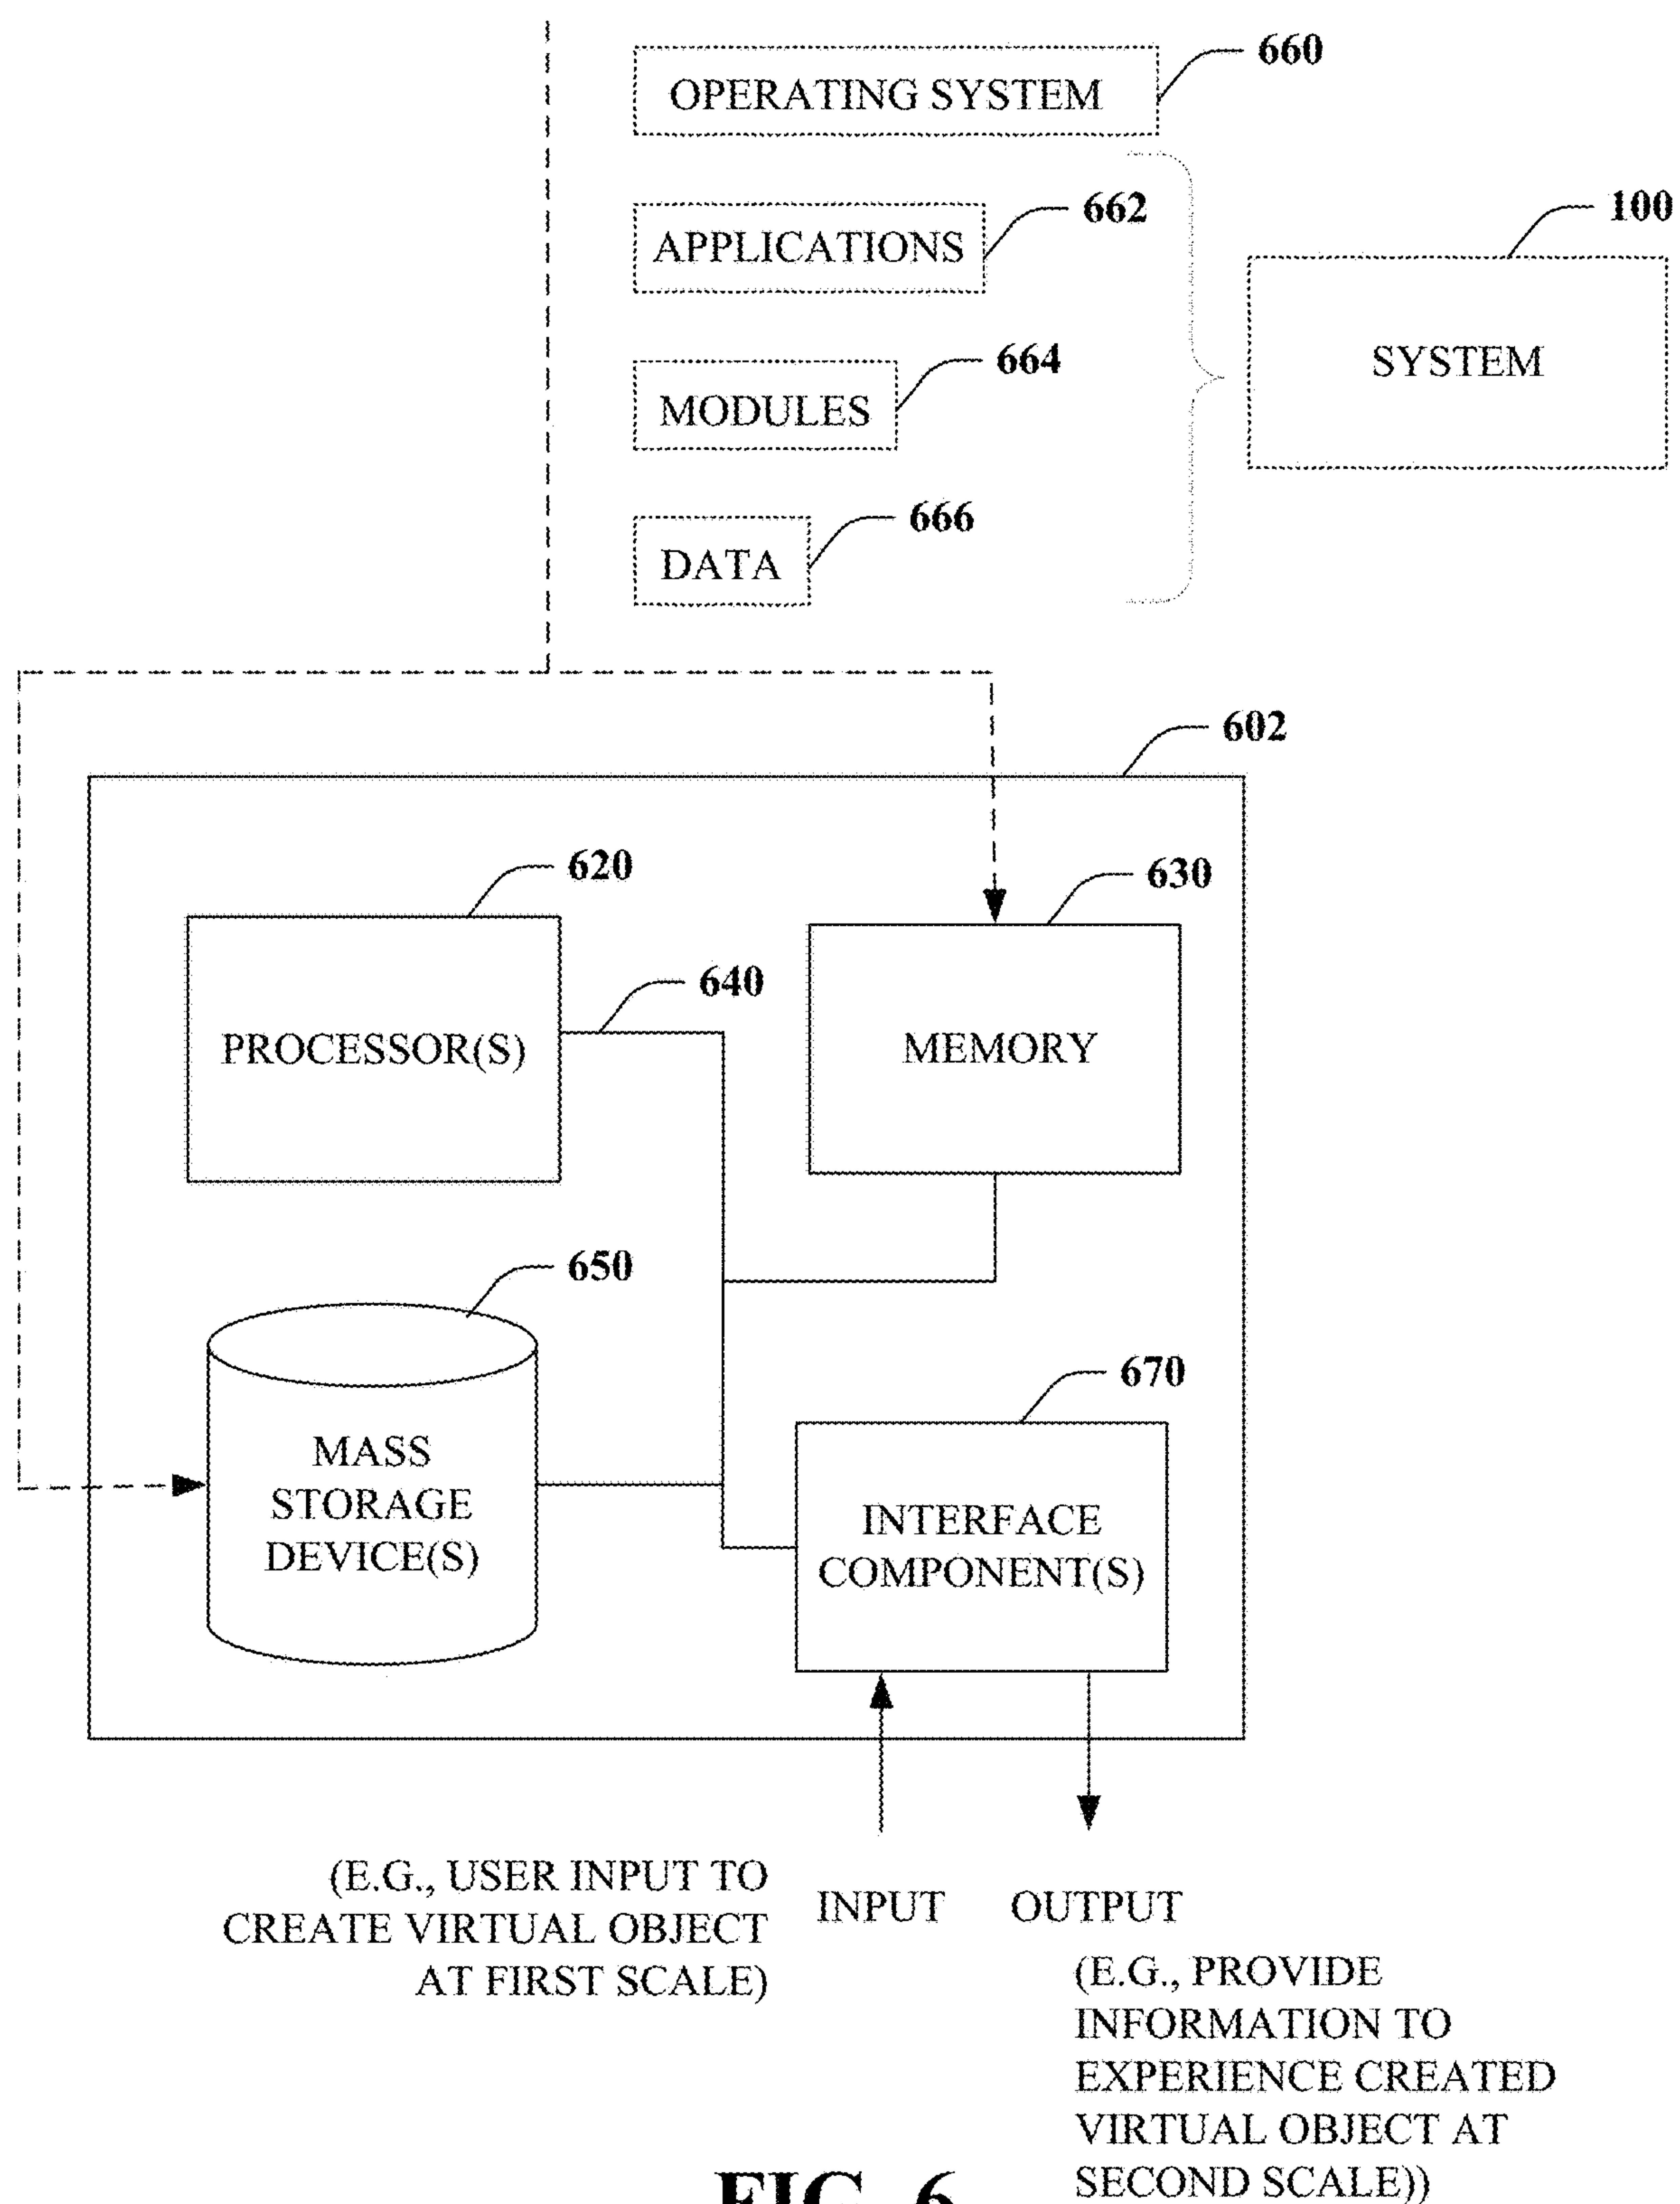 660
OPERATING SYSTEM
662
100
APPLICATIONS
SYSTEM
664
MODULES
666
DATA
602
620
630
640
PROCESSOR(S)
MEMORY
650
670
MASS
STORAGE
DEVICE(S)
INTERFACE
COMPONENT(S)
(E.G., USER INPUT TO
CREATE VIRTUAL OBJECT
AT FIRST SCALE)
INPUT
OUTPUT
(E.G., PROVIDE
INFORMATION TO
EXPERIENCE CREATED
VIRTUAL OBJECT AT
SECOND SCALE))
FIG. 6